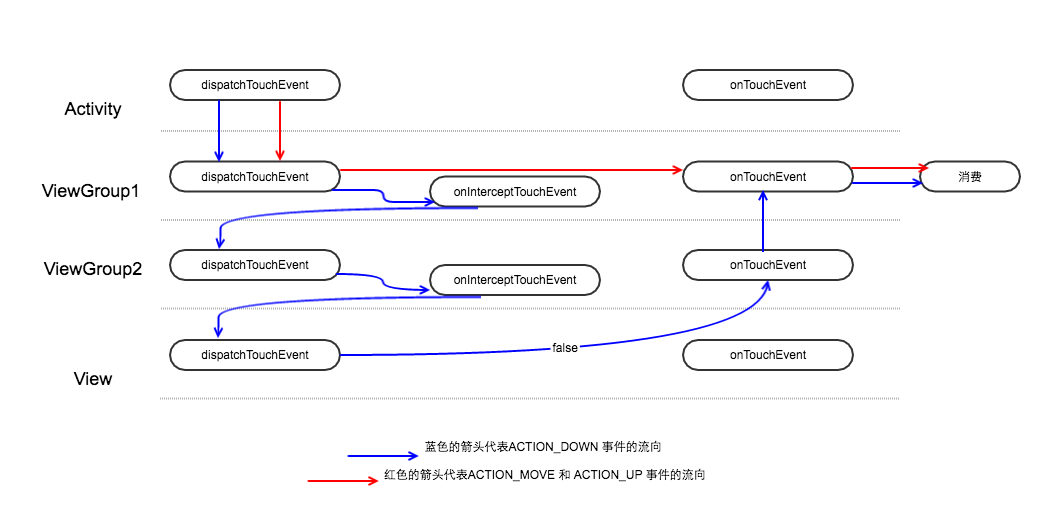 Activity
dispatchTouchEvent
onTouchEvent
ViewGroup1
dispatchTouchEvent
onInterceptTouchEvent
onTouchEvent
消费
ViewGroup2
dispatchTouchEvent
onInterceptTouchEvent
onTouchEvent
View
dispatchTouchEvent
false
onTouchEvent
蓝色的箭头代表ACTION_DOWN 事件的流向
红色的箭头代表ACTION_MOVE 和 ACTION_UP 事件的流向